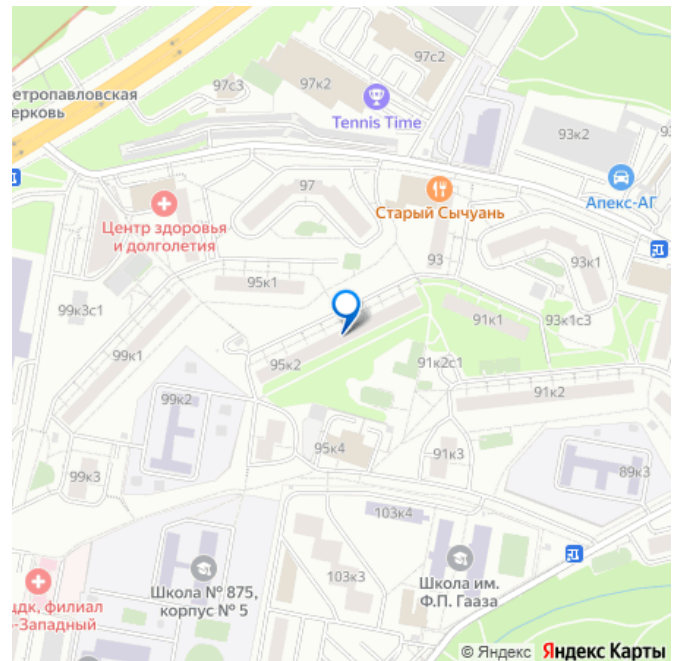 97с2
97с3
97к2
етропавловская
ерковь
Tennis Time
93к2
93
97
Апекс-АГ
Центр здоровья
и долголетия
Старый Сычуань
93
93к1
95к1
99к3с1
91к1
93к1с3
99к1
95к2
91к2с1
99к2
91к2
95к4
91к3
89к3
99к3
103к4
Школа № 875,
корпус № 5
103к3
Школа им.
Ф.П. Гааза
цдк, филиал
-Западный
© Яндекс Яндекс Карты